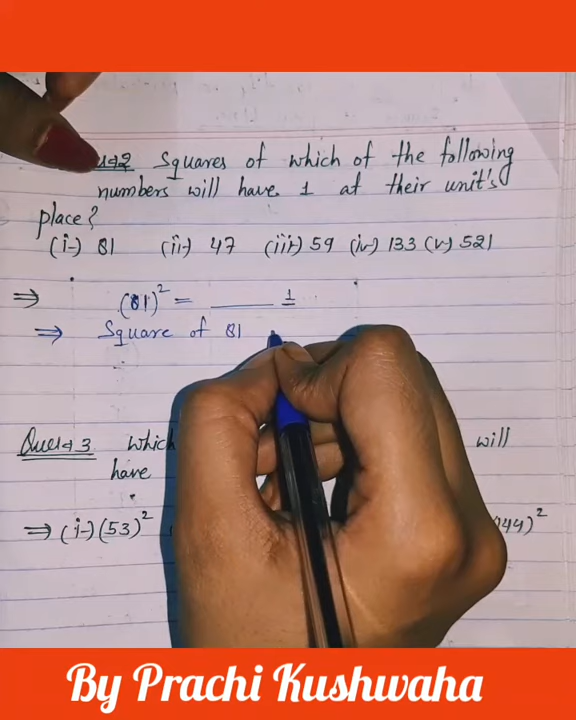 Squares of which of the following
numbers will have 1 at their unit's
place?
(i-) 81 (ii-) 47 (iii-) 59 (iv-) 133 (v-) 521
⇒ (81)² = ____ 1
⇒ Square of 81
Ques → 3 which will
have
⇒ (i-) (53)² 44)²
By Prachi Kushwaha